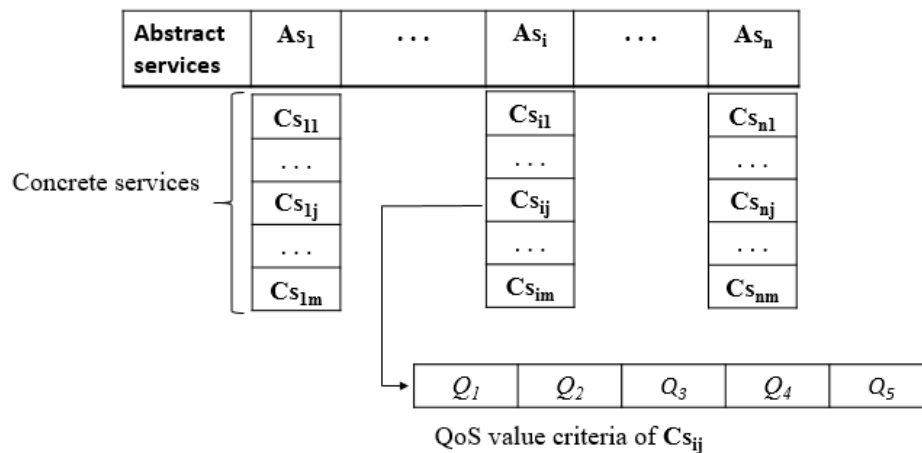 Abstract services As₁ ... Asᵢ ... Asₙ
Cs₁₁ Csᵢ₁ Csₙ₁
... ... ...
Concrete services Cs₁ⱼ Csᵢⱼ Csₙⱼ
... ... ...
Cs₁ₘ Csᵢₘ Csₙₘ
Q₁ Q₂ Q₃ Q₄ Q₅
QoS value criteria of Csᵢⱼ